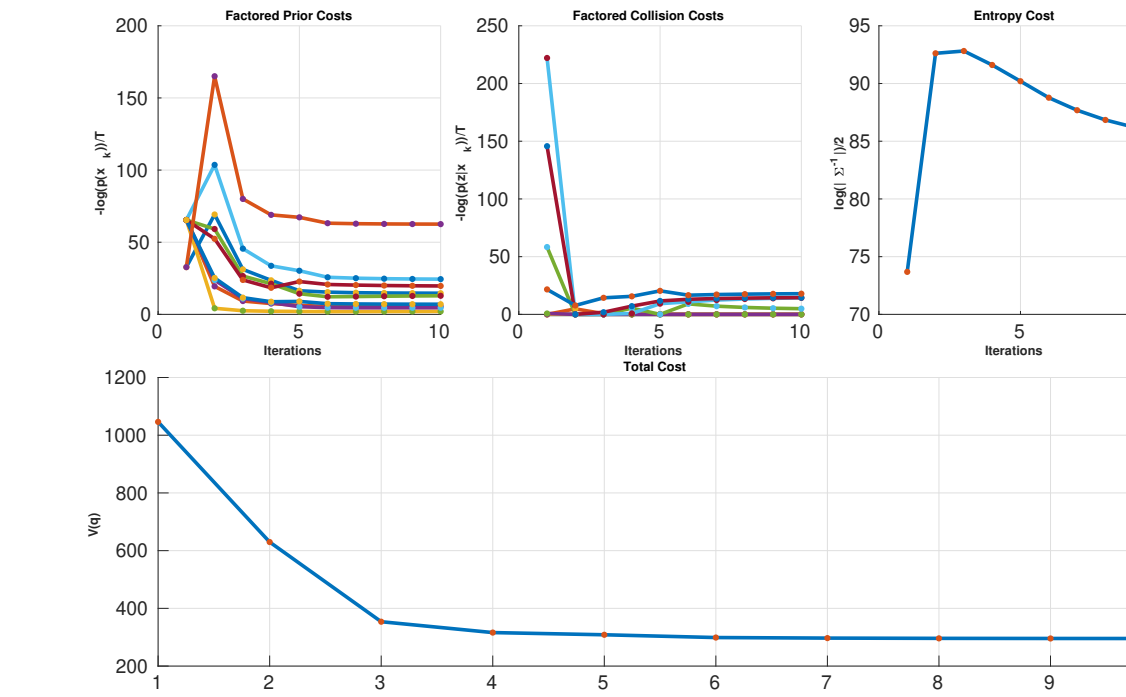 Factored Prior Costs
200
150
100
50
0
0 5 10
-log(p(x k))/T
Iterations
Factored Collision Costs
250
200
150
100
50
0
0 5 10
-log(p(z|x k))/T
Iterations
Entropy Cost
95
90
85
80
75
70
0 5
log(| Σ-1 |)/2
Iterations
Total Cost
1200
1000
800
600
400
200
1 2 3 4 5 6 7 8 9
V(q)